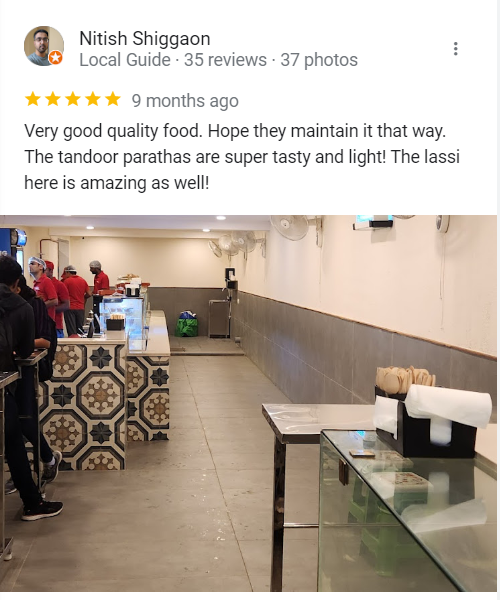 Nitish Shiggaon
Local Guide · 35 reviews · 37 photos
9 months ago
Very good quality food. Hope they maintain it that way.
The tandoor parathas are super tasty and light! The lassi
here is amazing as well!